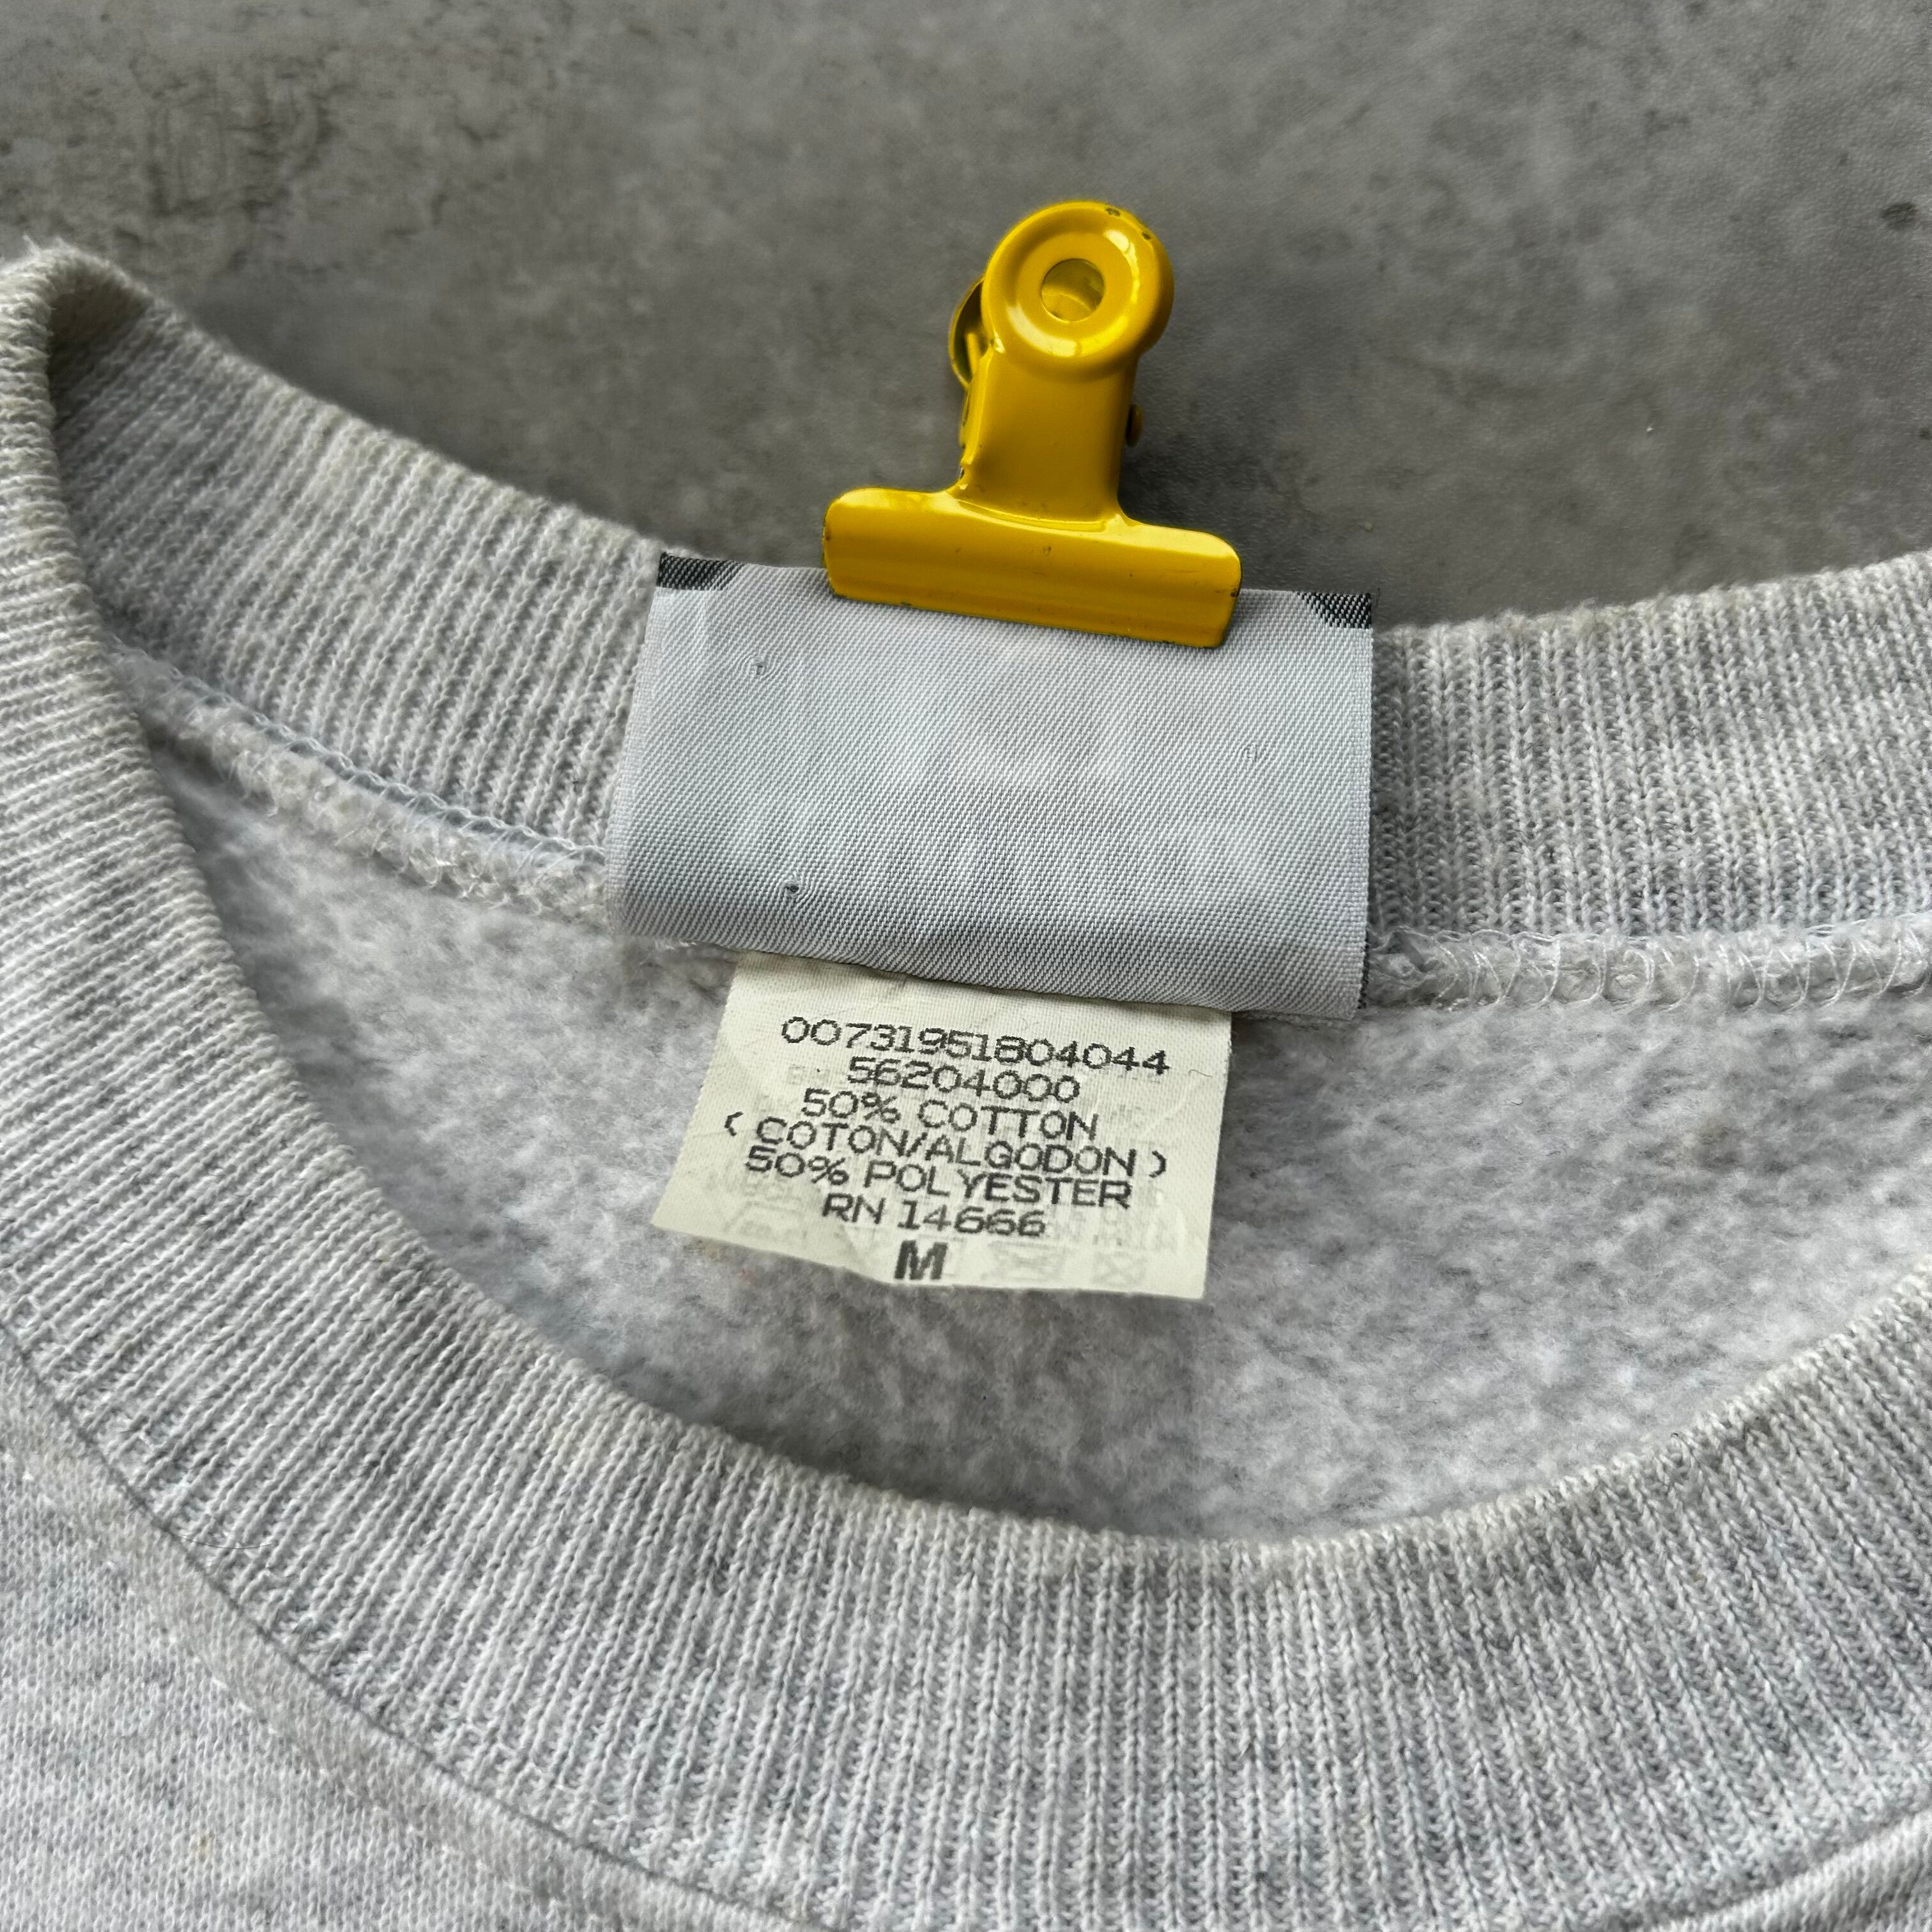 00731951804044
56204000
50% COTTON
(COTON/ALGODON)
50% POLYESTER
RN 14666
M